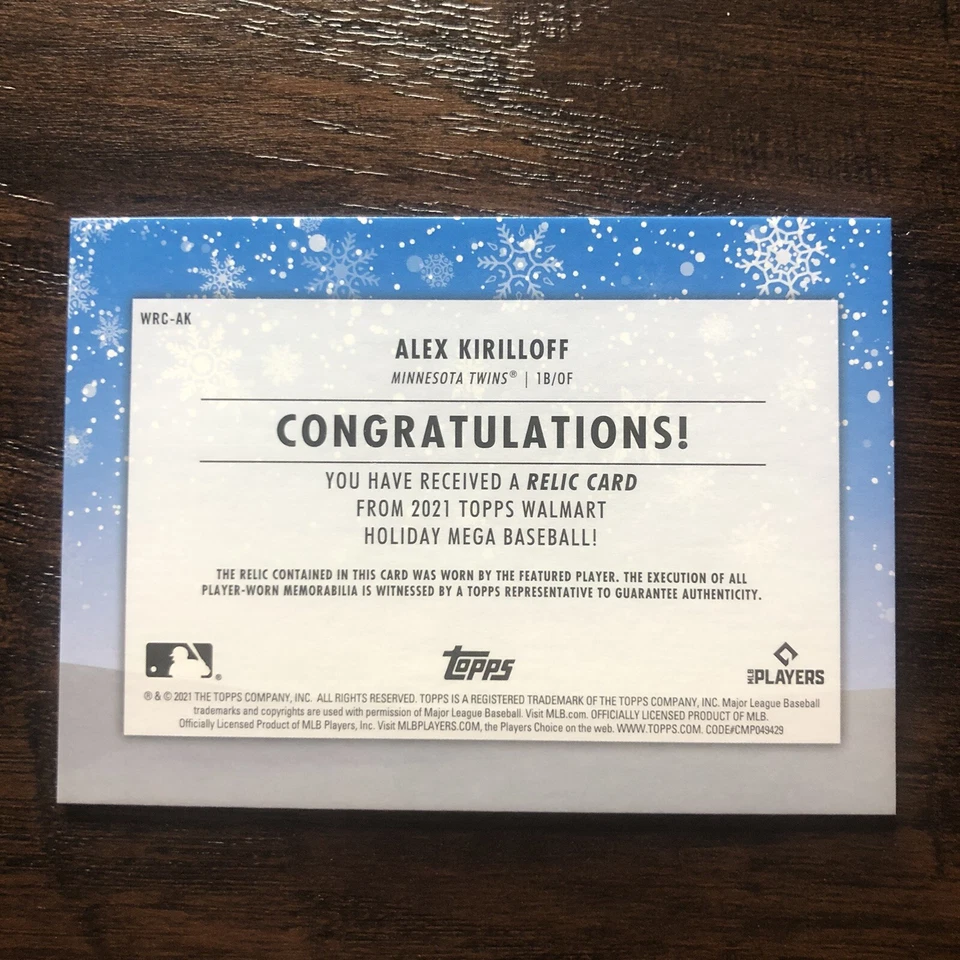 WRC-AK
ALEX KIRILLOFF
MINNESOTA TWINS® | 1B/OF
CONGRATULATIONS!
YOU HAVE RECEIVED A RELIC CARD
FROM 2021 TOPPS WALMART
HOLIDAY MEGA BASEBALL!
THE RELIC CONTAINED IN THIS CARD WAS WORN BY THE FEATURED PLAYER. THE EXECUTION OF ALL
PLAYER-WORN MEMORABILIA IS WITNESSED BY A TOPPS REPRESENTATIVE TO GUARANTEE AUTHENTICITY.
®
topps
MLB PLAYERS
® & © 2021 THE TOPPS COMPANY, INC. ALL RIGHTS RESERVED. TOPPS IS A REGISTERED TRADEMARK OF THE TOPPS COMPANY, INC. Major League Baseball
trademarks and copyrights are used with permission of Major League Baseball. Visit MLB.com. OFFICIALLY LICENSED PRODUCT OF MLB.
Officially Licensed Product of MLB Players, Inc. Visit MLBPLAYERS.COM, the Players Choice on the web. WWW.TOPPS.COM. CODE#CMP049429